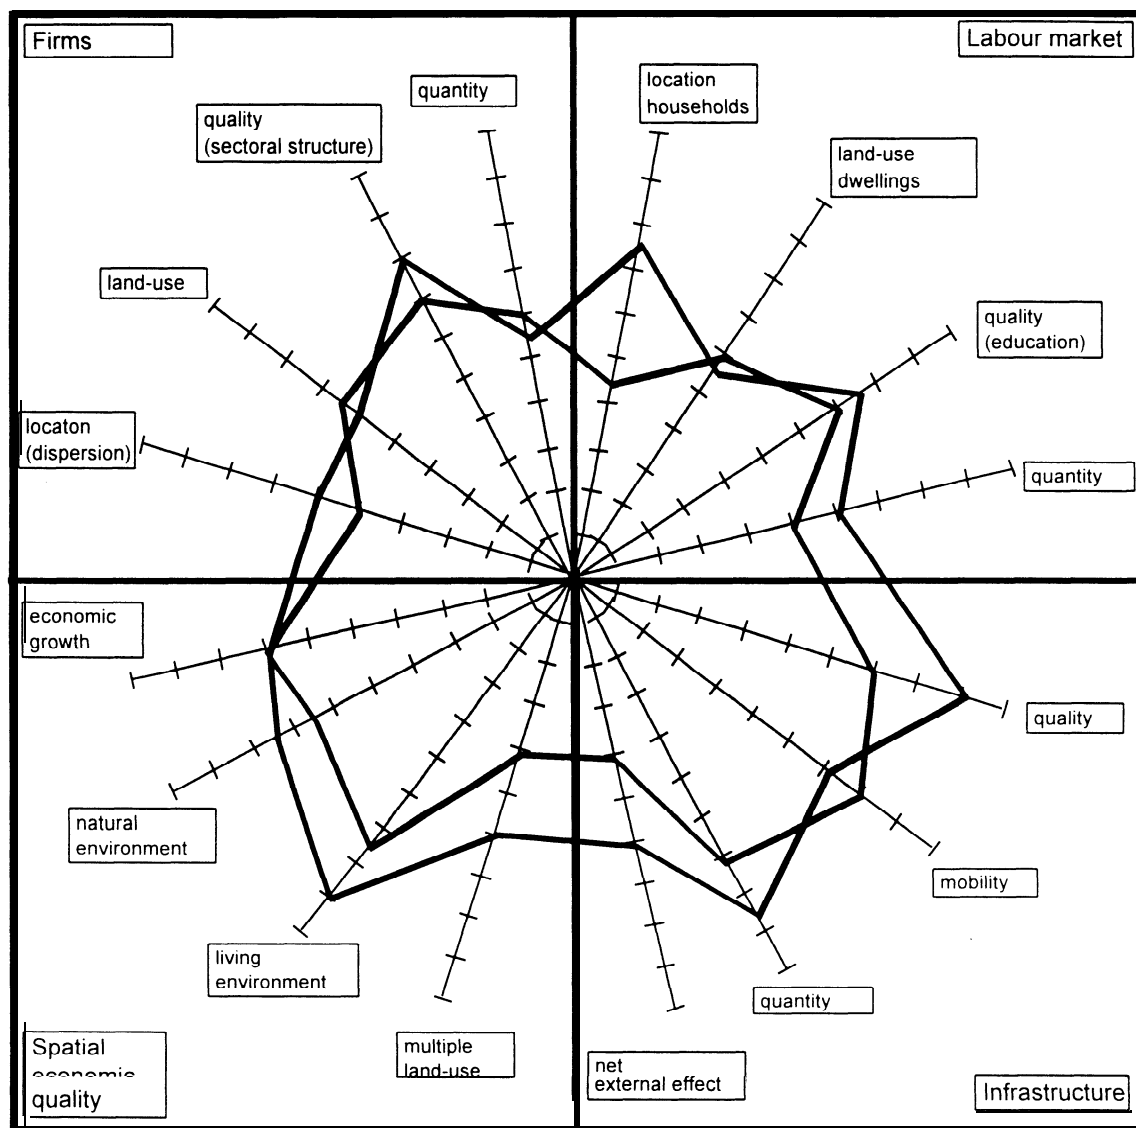 Firms
Labour market
quantity
location
households
quality
(sectoral structure)
land-use
dwellings
land-use
quality
(education)
locaton
(dispersion)
quantity
economic
growth
quality
natural
environment
mobility
living
environment
quantity
multiple
land-use
net
external effect
Spatial
economic
quality
Infrastructure